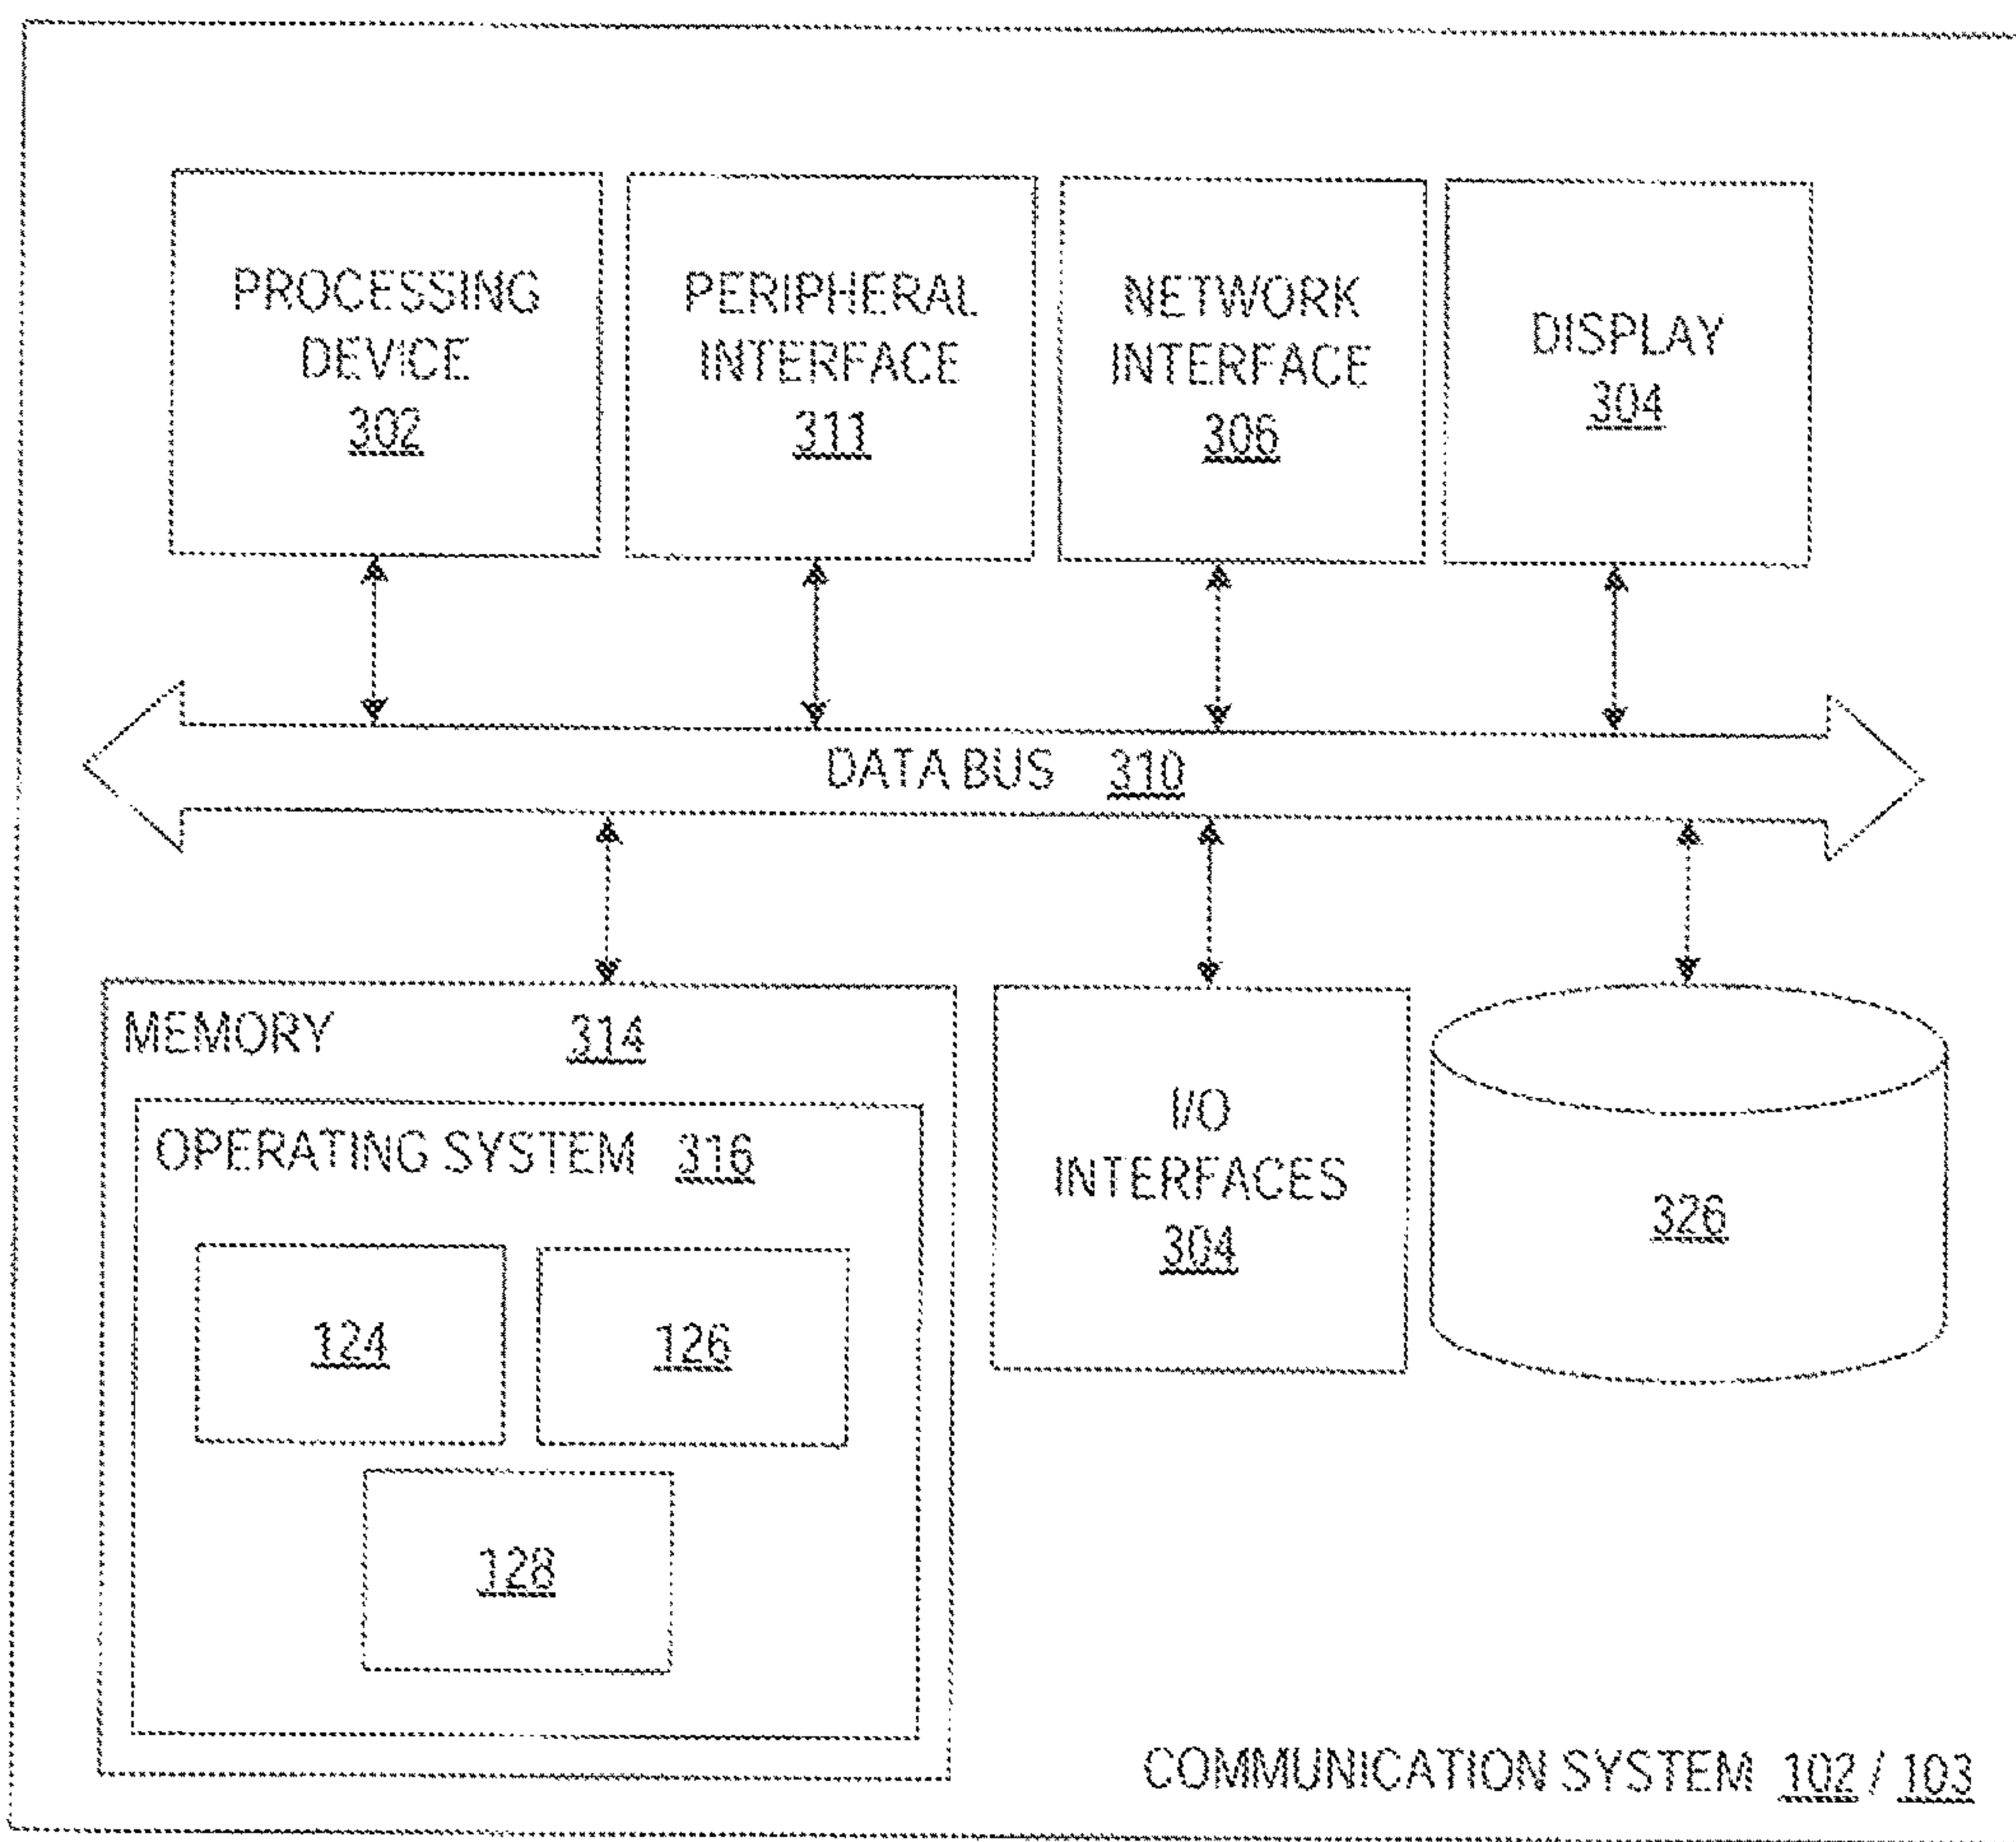 PROCESSING
DEVICE
302
PERIPHERAL
INTERFACE
311
NETWORK
INTERFACE
306
DISPLAY
304
DATA BUS 310
MEMORY 314
OPERATING SYSTEM 316
124
126
128
I/O
INTERFACES
304
326
COMMUNICATION SYSTEM 102 / 103